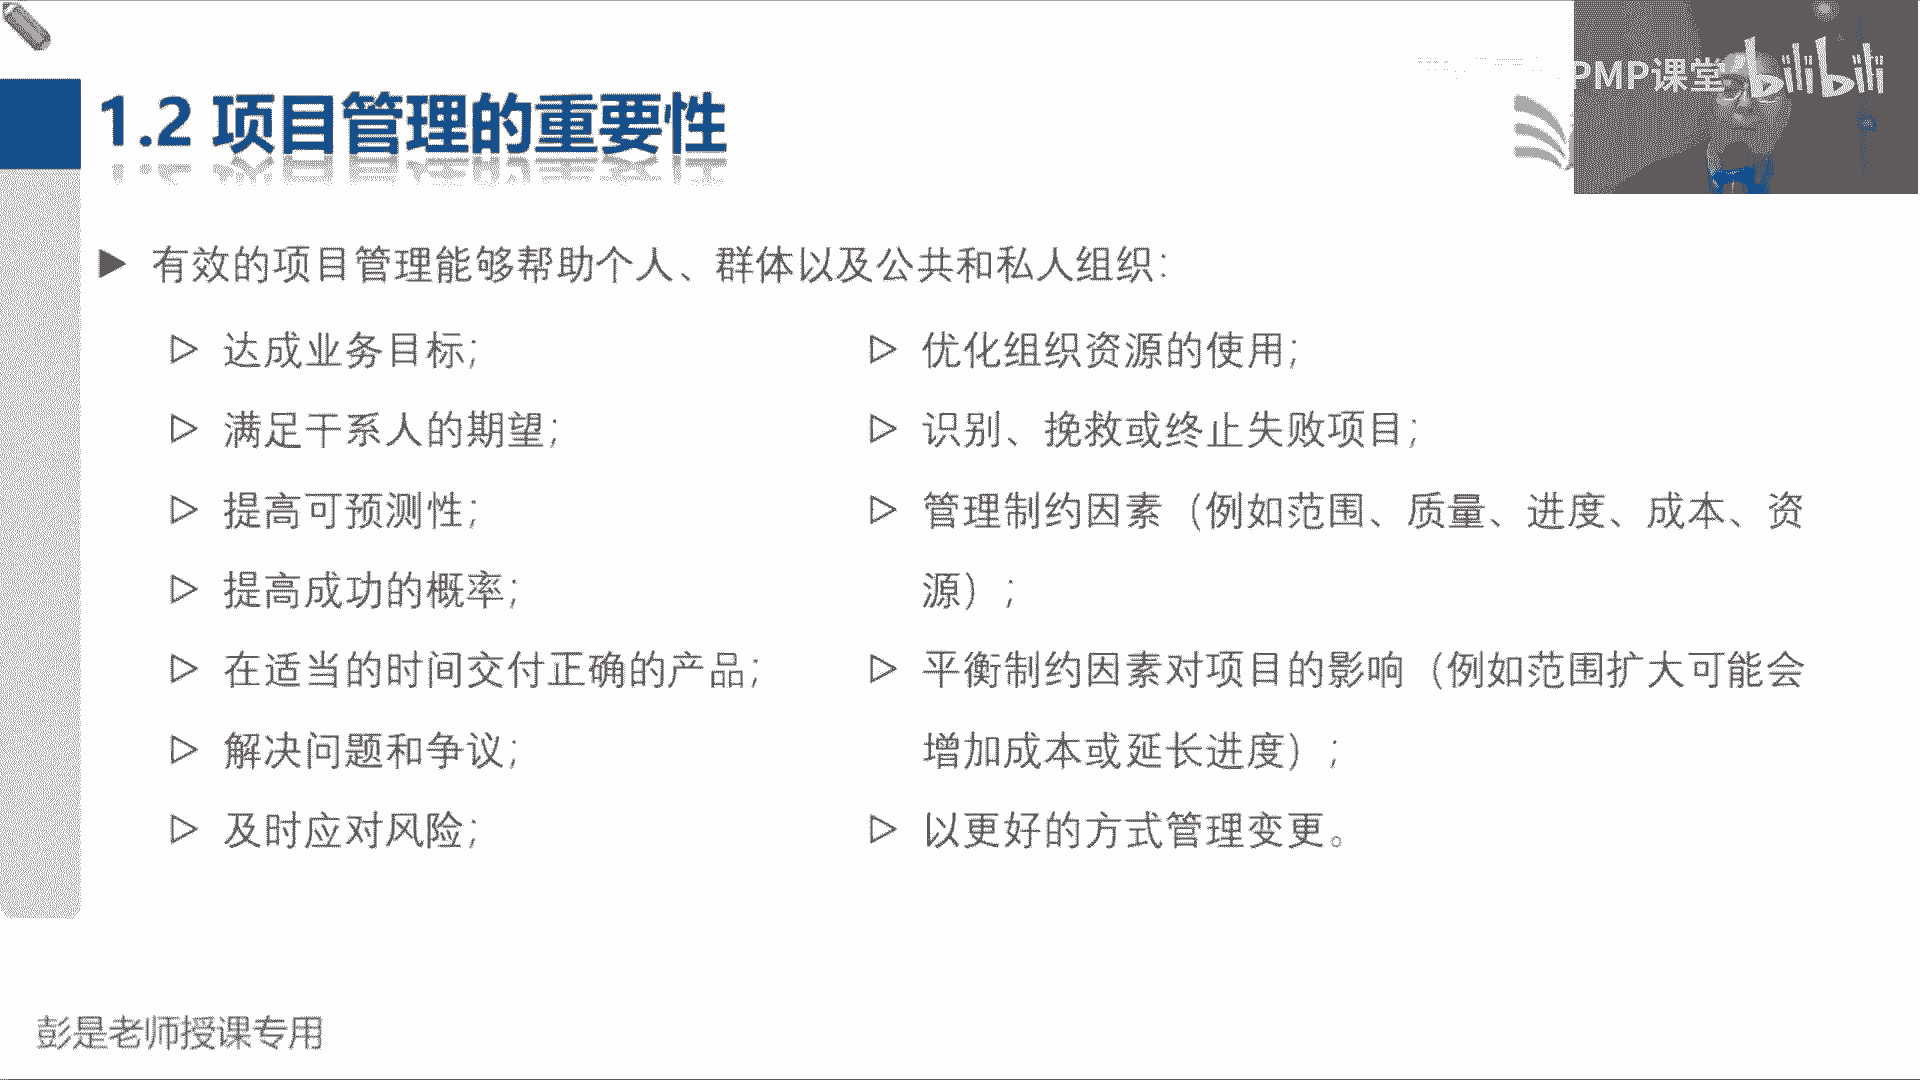 PMP课堂 bilibili
1.2 项目管理的重要性
有效的项目管理能够帮助个人、群体以及公共和私人组织：
达成业务目标；
满足干系人的期望；
提高可预测性；
提高成功的概率；
在适当的时间交付正确的产品；
解决问题和争议；
及时应对风险；
优化组织资源的使用；
识别、挽救或终止失败项目；
管理制约因素（例如范围、质量、进度、成本、资
源）；
平衡制约因素对项目的影响（例如范围扩大可能会
增加成本或延长进度）；
以更好的方式管理变更。
彭是老师授课专用